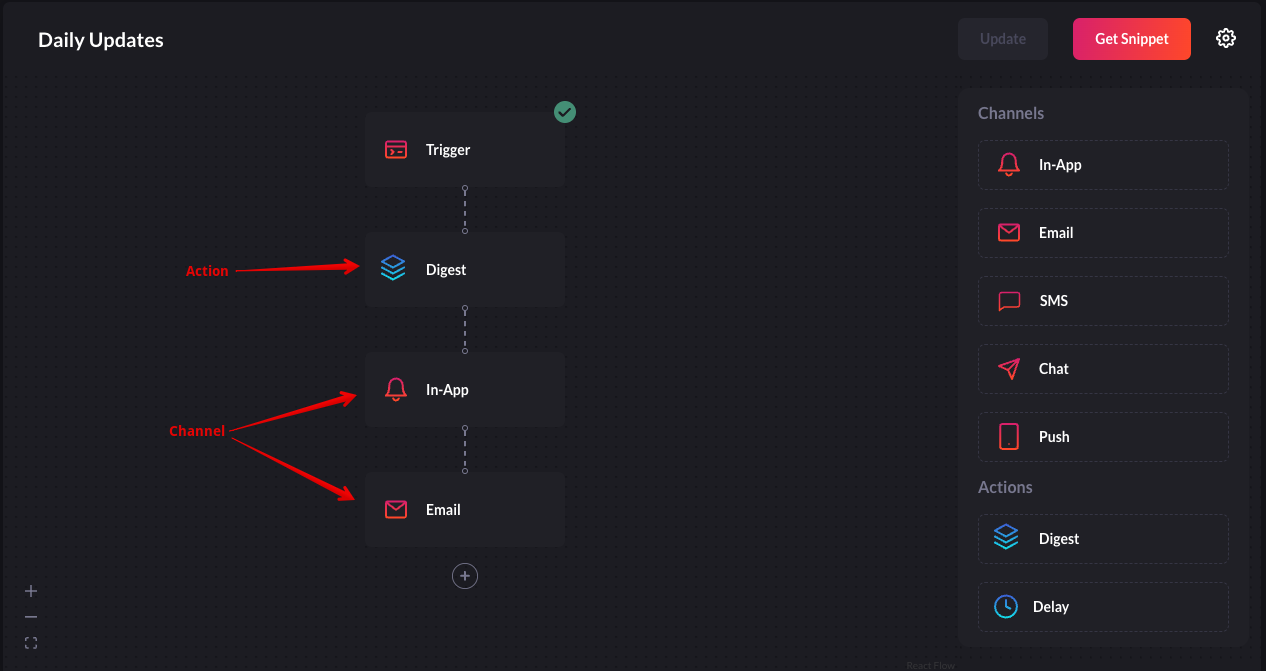 Daily Updates
Update
Get Snippet
Trigger
Action
Digest
Channel
In-App
Email
Channels
In-App
Email
SMS
Chat
Push
Actions
Digest
Delay
React Flow